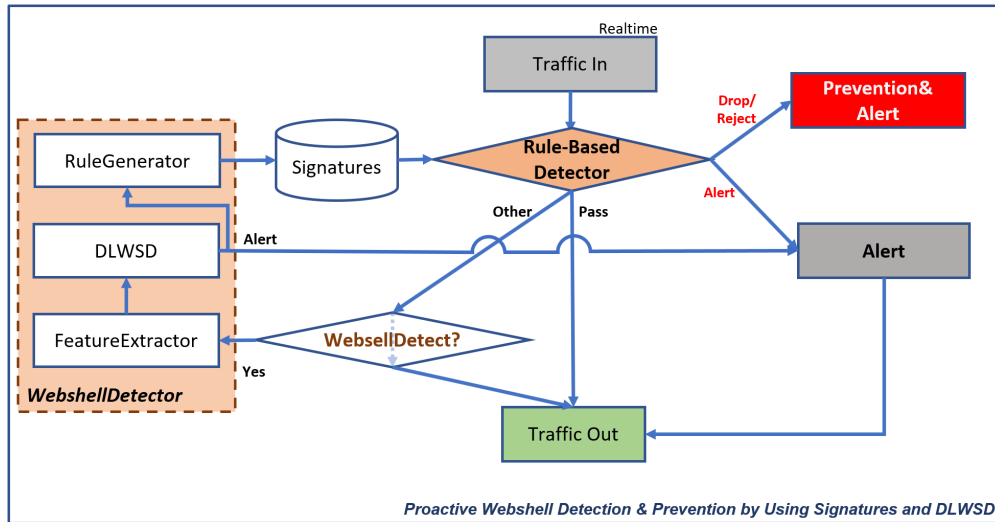 Realtime
Traffic In
Prevention&
Alert
Drop/
Reject
RuleGenerator
Signatures
Rule-Based
Detector
Alert
Other
Pass
DLWSD
Alert
Alert
FeatureExtractor
WebsellDetect?
Yes
WebshellDetector
Traffic Out
Proactive Webshell Detection & Prevention by Using Signatures and DLWSD